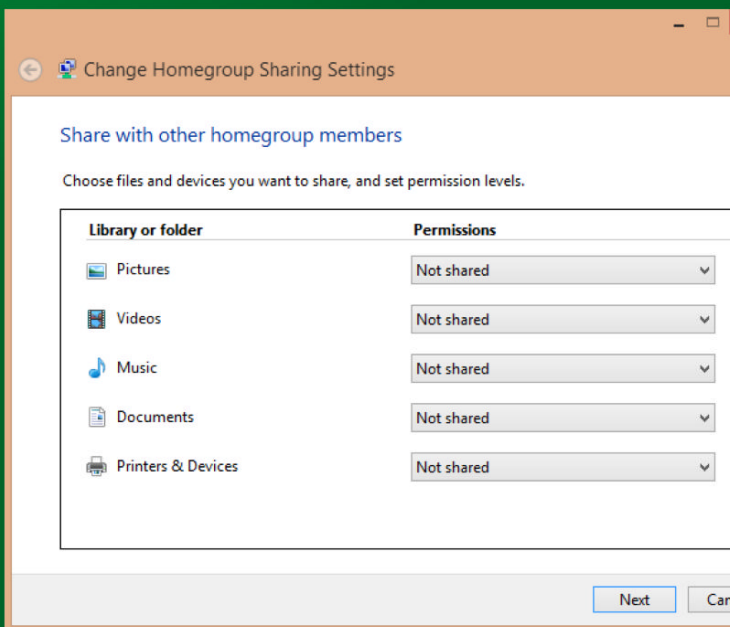 Change Homegroup Sharing Settings
Share with other homegroup members
Choose files and devices you want to share, and set permission levels.
Library or folder Permissions
Pictures Not shared
Videos Not shared
Music Not shared
Documents Not shared
Printers & Devices Not shared
Next